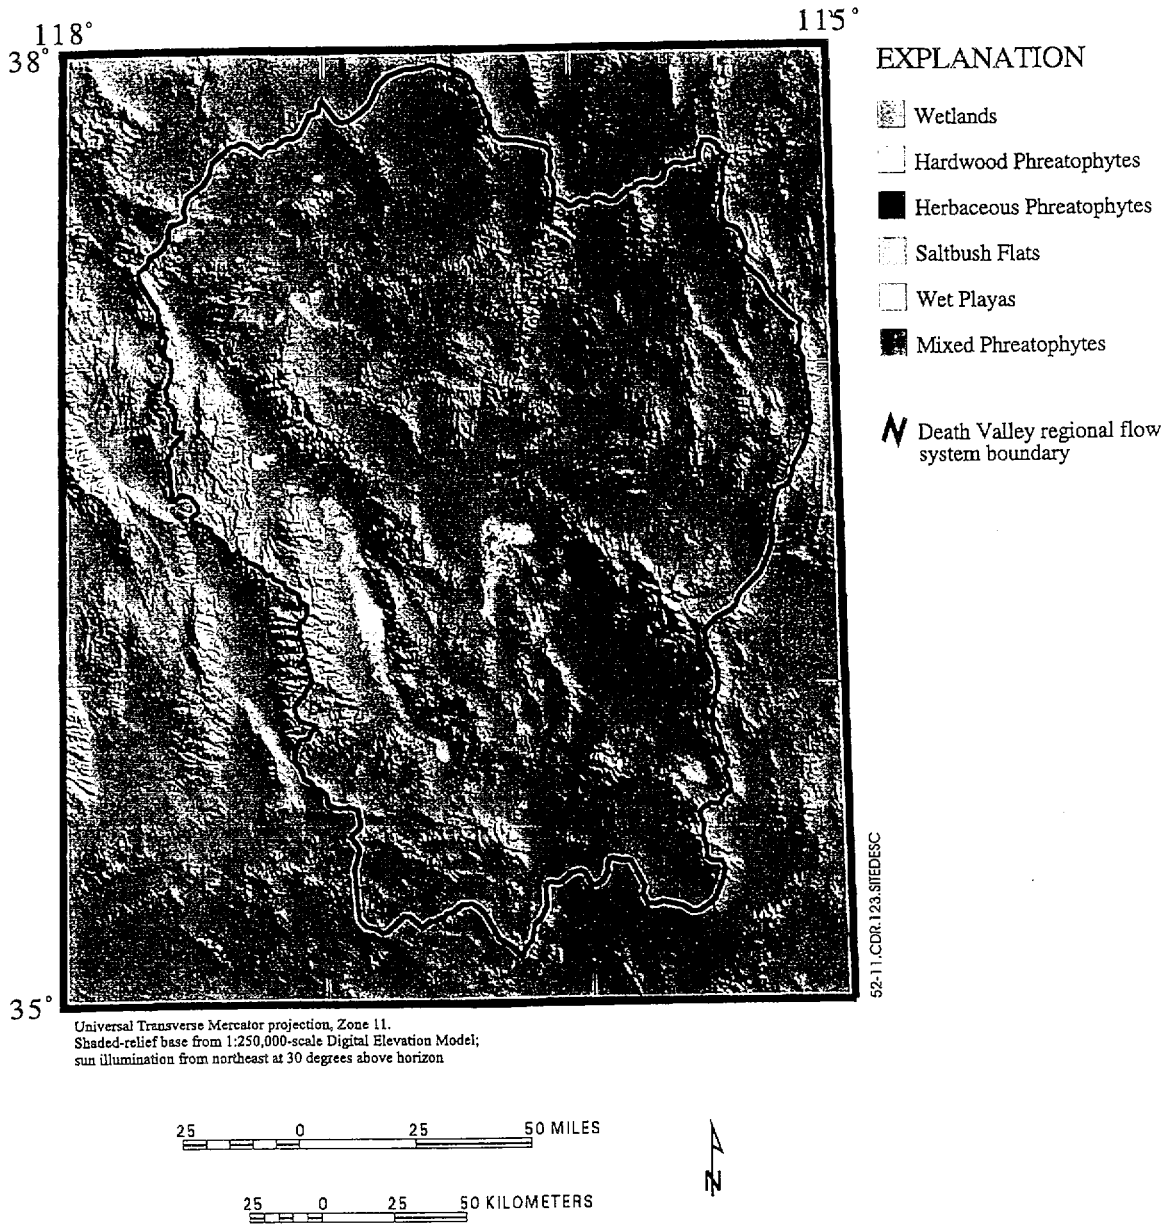 118° 115°
38°
EXPLANATION
Wetlands
Hardwood Phreatophytes
Herbaceous Phreatophytes
Saltbush Flats
Wet Playas
Mixed Phreatophytes
Death Valley regional flow
system boundary
52-11.CDR.123.SITEDESC
35°
Universal Transverse Mercator projection, Zone 11.
Shaded-relief base from 1:250,000-scale Digital Elevation Model;
sun illumination from northeast at 30 degrees above horizon
25 0 25 50 MILES
25 0 25 50 KILOMETERS
N